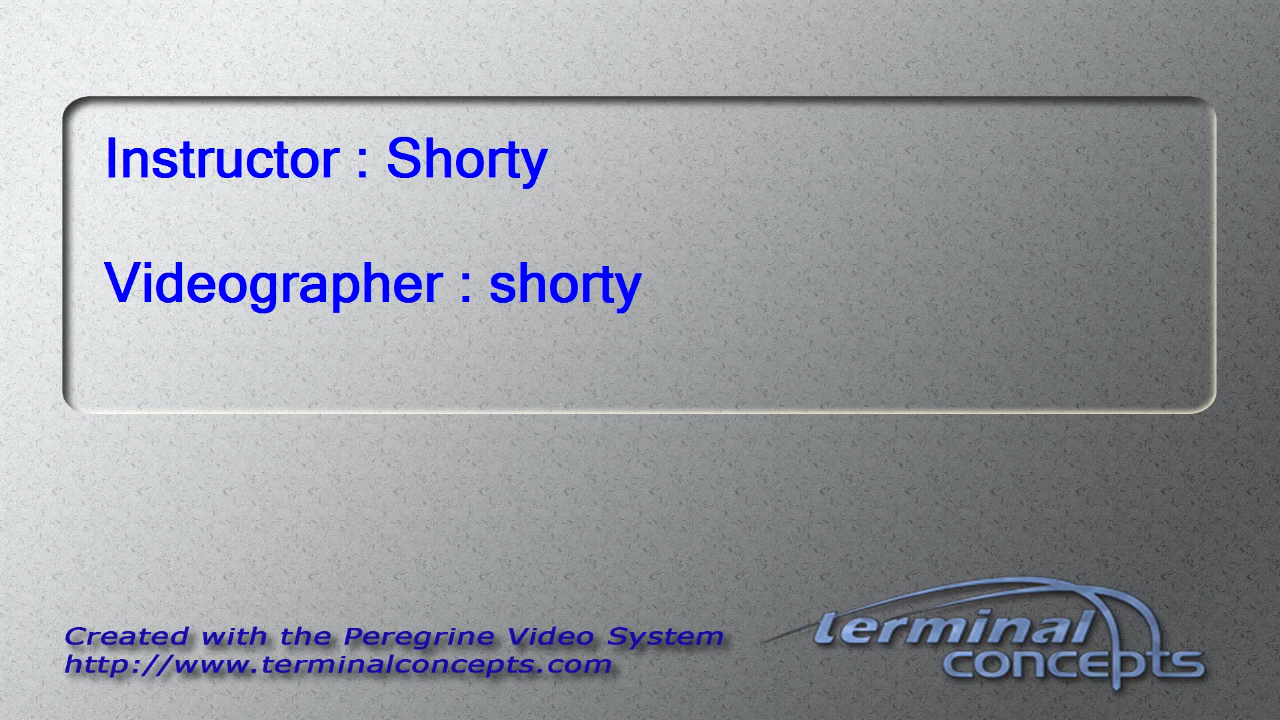 Instructor : Shorty
Videographer : shorty
Created with the Peregrine Video System
http://www.terminalconcepts.com
terminal
concepts